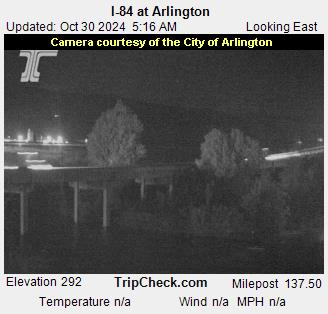 I-84 at Arlington
Updated: Oct 30 2024 5:16 AM Looking East
Camera courtesy of the City of Arlington
Elevation 292 TripCheck.com Milepost 137.50
Temperature n/a Wind n/a MPH n/a